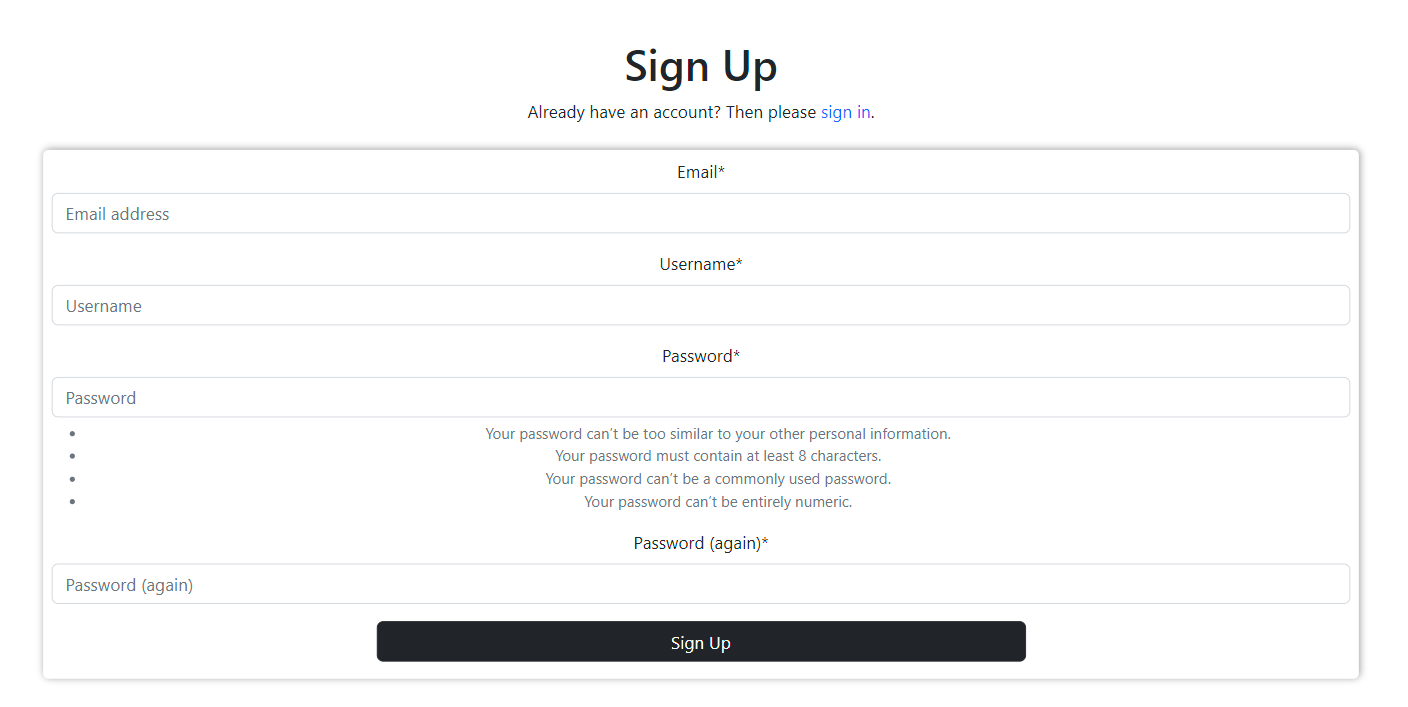 Sign Up
Already have an account? Then please sign in.
Email*
Email address
Username*
Username
Password*
Password
• Your password can't be too similar to your other personal information.
• Your password must contain at least 8 characters.
• Your password can't be a commonly used password.
• Your password can't be entirely numeric.
Password (again)*
Password (again)
Sign Up